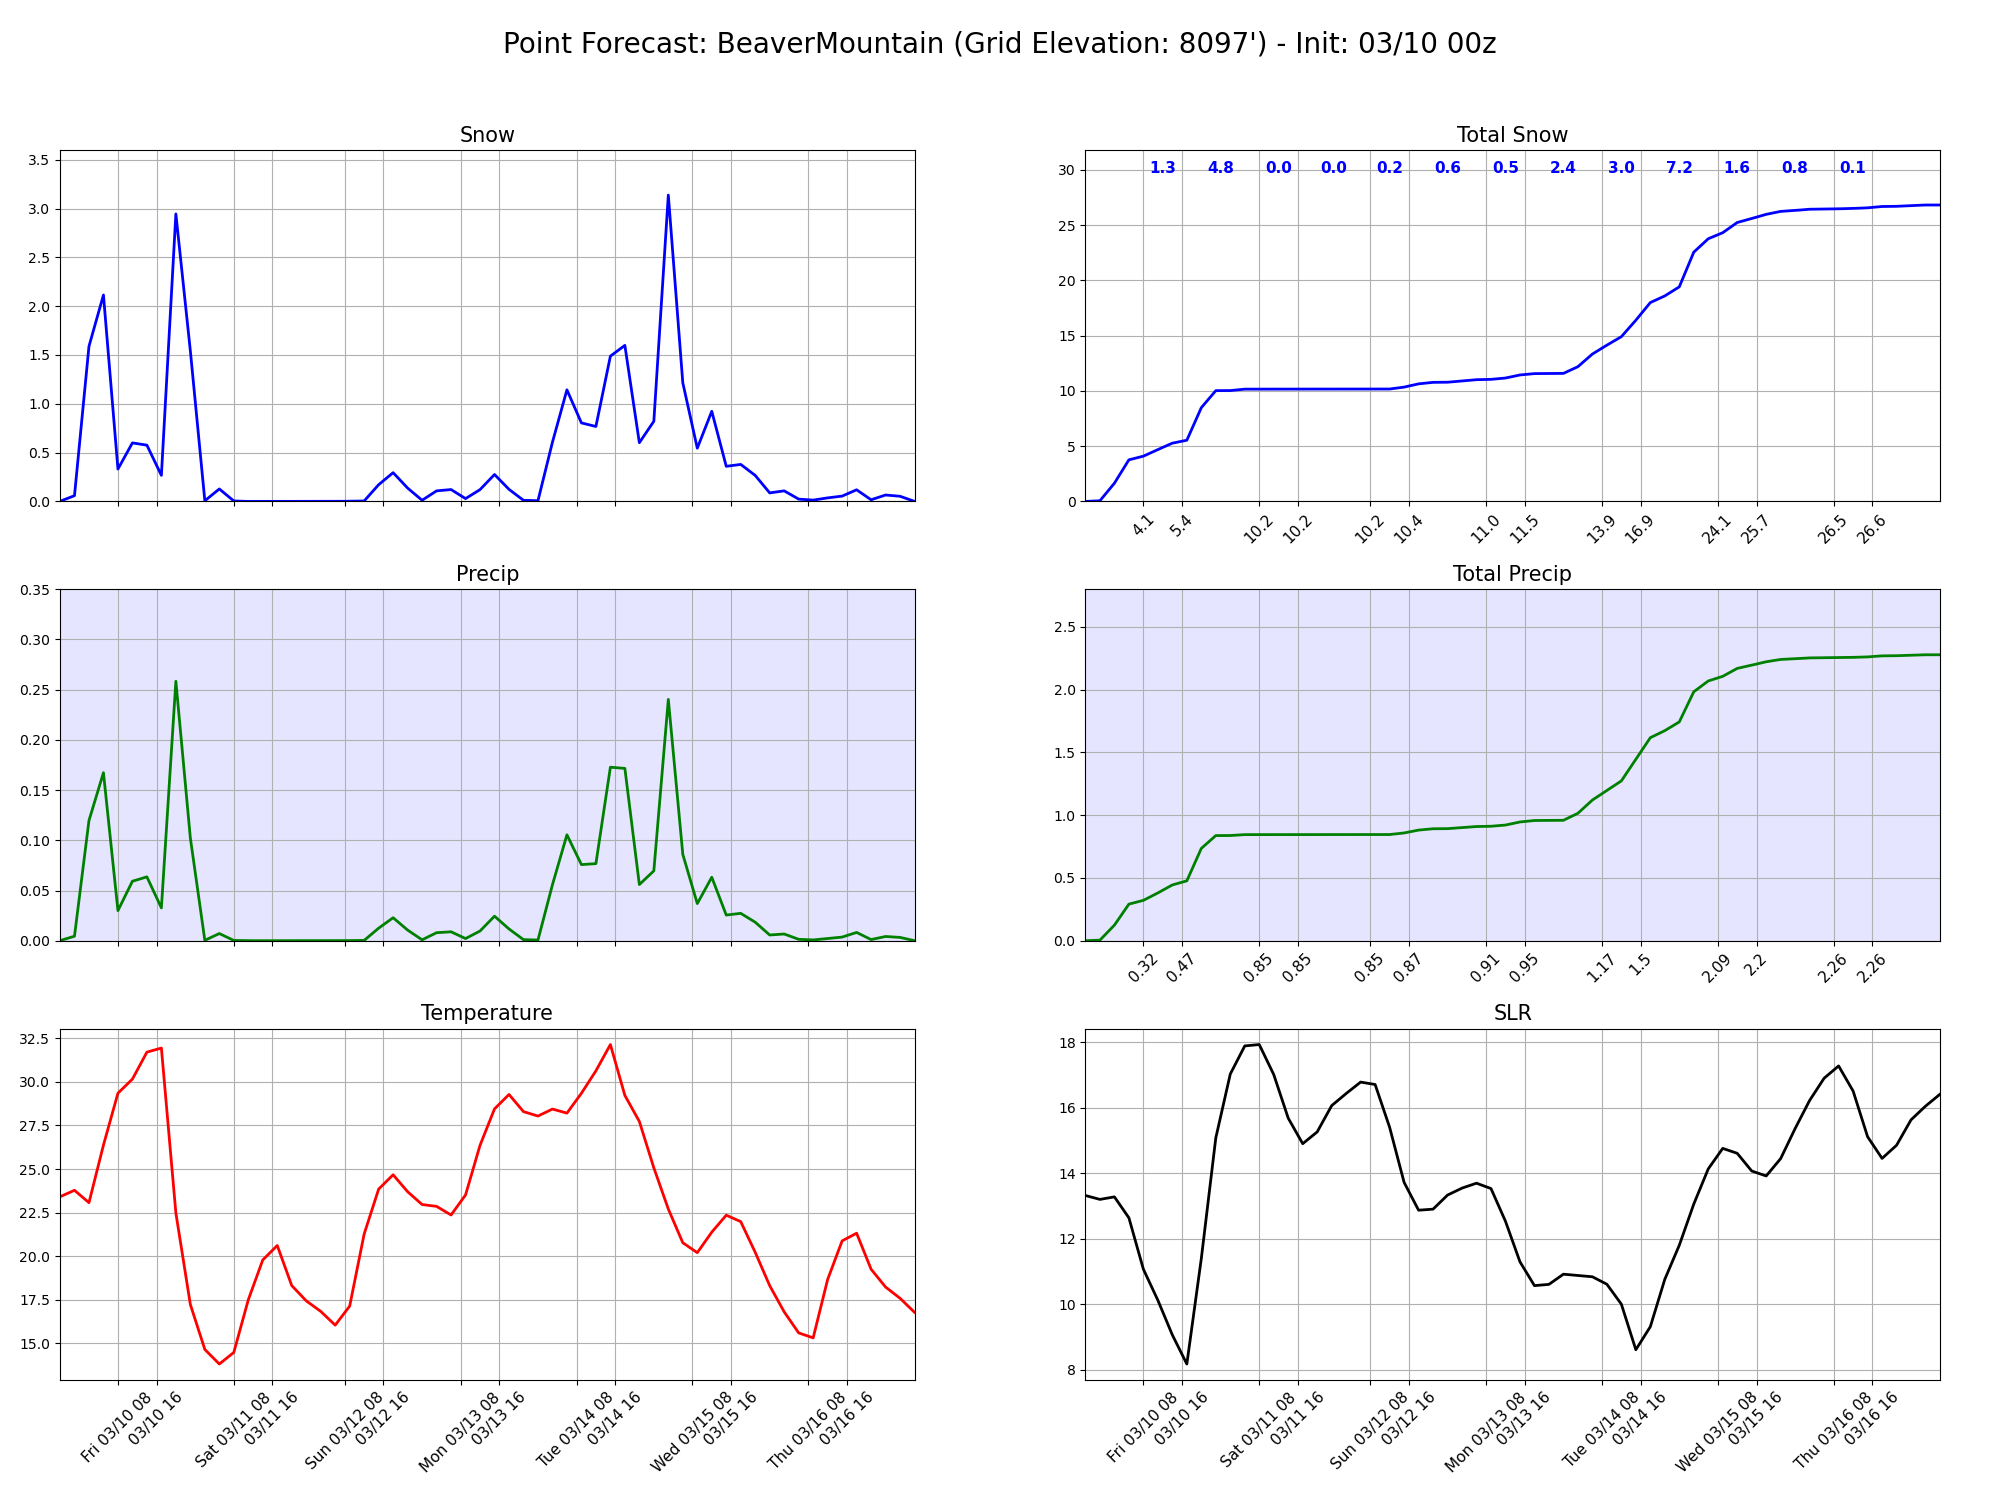 Point Forecast: BeaverMountain (Grid Elevation: 8097') - Init: 03/10 00z
Snow
3.5
3.0
2.5
2.0
1.5
1.0
0.5
0.0
Total Snow
1.3 4.8 0.0 0.0 0.2 0.6 0.5 2.4 3.0 7.2 1.6 0.8 0.1
30
25
20
15
10
5
0
4.1 5.4 10.2 10.2 10.2 10.4 11.0 11.5 13.9 16.9 24.1 25.7 26.5 26.6
Precip
0.35
0.30
0.25
0.20
0.15
0.10
0.05
0.00
Total Precip
2.5
2.0
1.5
1.0
0.5
0.0
0.32 0.47 0.85 0.85 0.85 0.87 0.91 0.95 1.17 1.5 2.09 2.2 2.26 2.26
Temperature
32.5
30.0
27.5
25.0
22.5
20.0
17.5
15.0
Fri 03/10 08
03/10 16
Sat 03/11 08
03/11 16
Sun 03/12 08
03/12 16
Mon 03/13 08
03/13 16
Tue 03/14 08
03/14 16
Wed 03/15 08
03/15 16
Thu 03/16 08
03/16 16
SLR
18
16
14
12
10
8
Fri 03/10 08
03/10 16
Sat 03/11 08
03/11 16
Sun 03/12 08
03/12 16
Mon 03/13 08
03/13 16
Tue 03/14 08
03/14 16
Wed 03/15 08
03/15 16
Thu 03/16 08
03/16 16